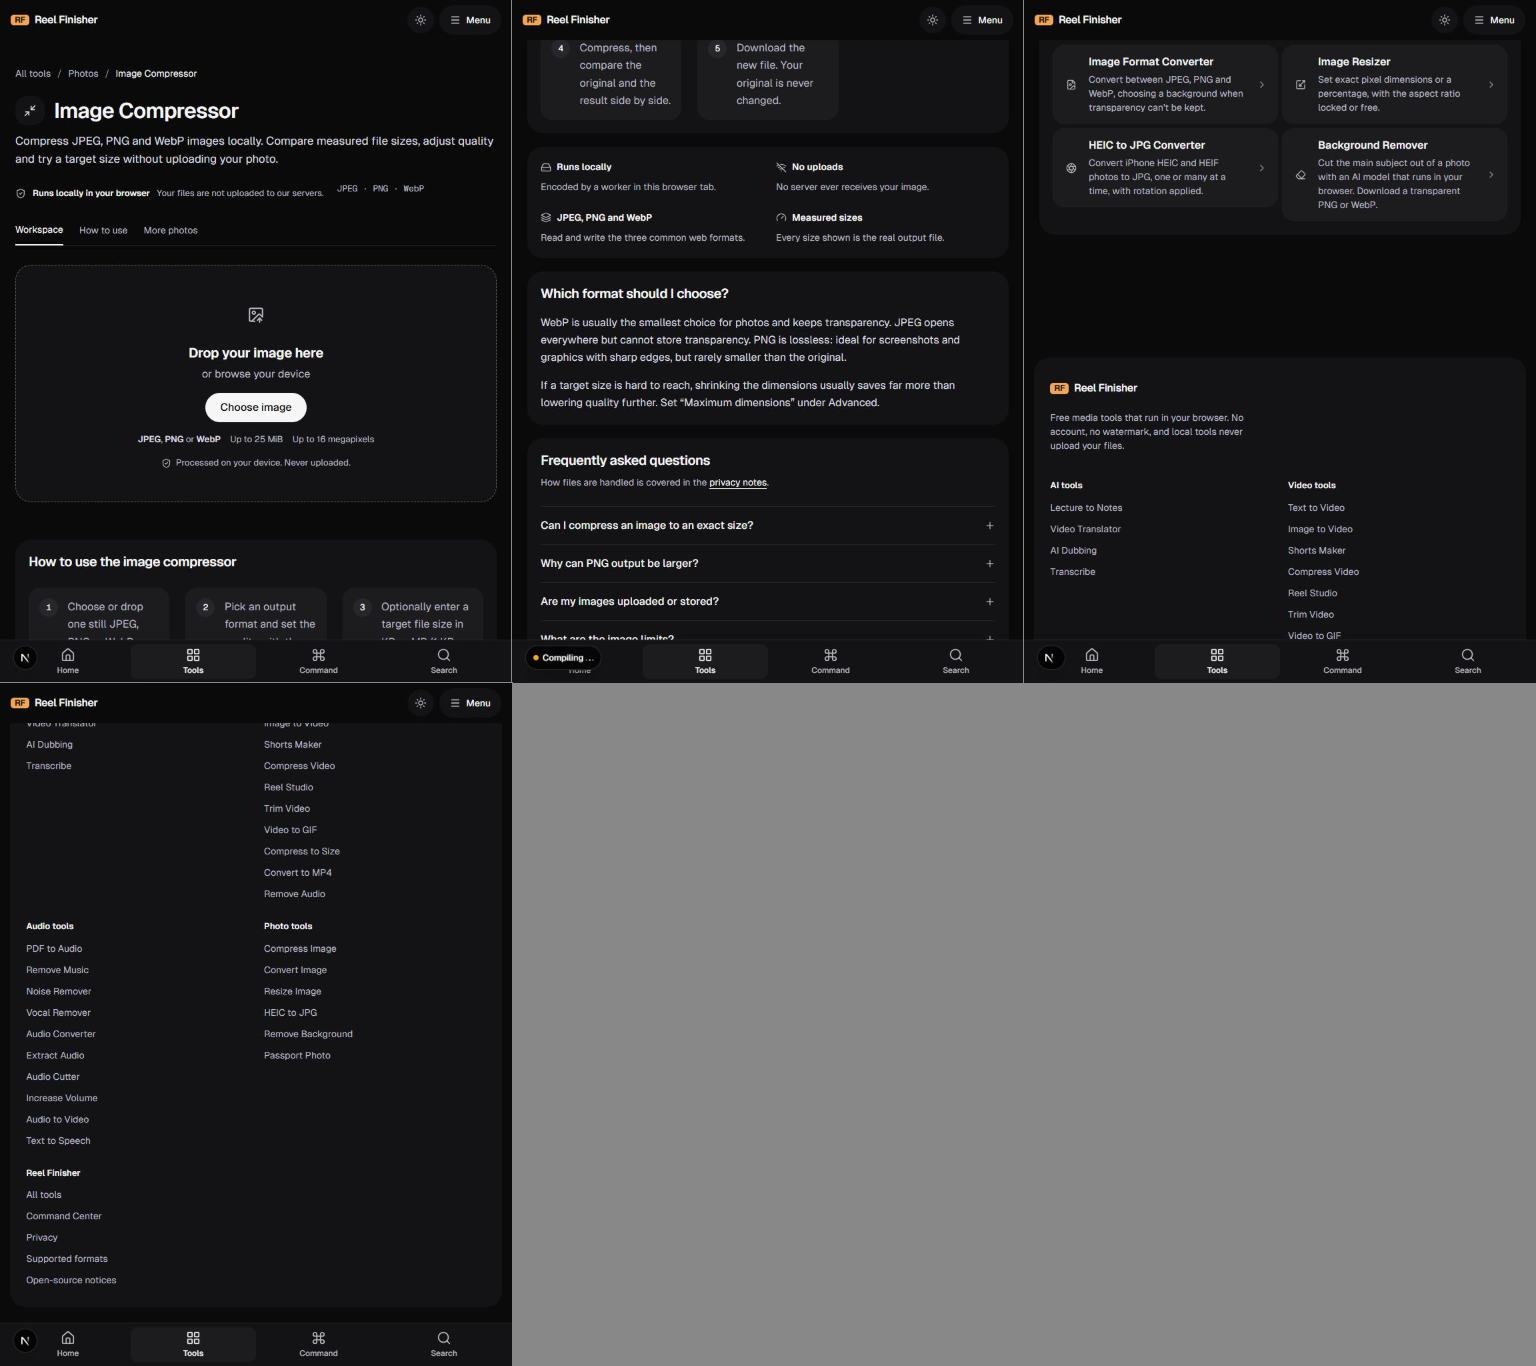 RF Reel Finisher
Menu
All tools / Photos / Image Compressor
Image Compressor
Compress JPEG, PNG and WebP images locally. Compare measured file sizes, adjust quality
and try a target size without uploading your photo.
Runs locally in your browser Your files are not uploaded to our servers. JPEG · PNG · WebP
Workspace How to use More photos
Drop your image here
or browse your device
Choose image
JPEG, PNG or WebP Up to 25 MiB Up to 16 megapixels
Processed on your device. Never uploaded.
How to use the image compressor
1 Choose or drop
one still JPEG,
2 Pick an output
format and set the
3 Optionally enter a
target file size in
N Home Tools Command Search
RF Reel Finisher
Menu
4 Compress, then
compare the
original and the
result side by side.
5 Download the
new file. Your
original is never
changed.
Runs locally
Encoded by a worker in this browser tab.
No uploads
No server ever receives your image.
JPEG, PNG and WebP
Read and write the three common web formats.
Measured sizes
Every size shown is the real output file.
Which format should I choose?
WebP is usually the smallest choice for photos and keeps transparency. JPEG opens
everywhere but cannot store transparency. PNG is lossless: ideal for screenshots and
graphics with sharp edges, but rarely smaller than the original.
If a target size is hard to reach, shrinking the dimensions usually saves far more than
lowering quality further. Set “Maximum dimensions” under Advanced.
Frequently asked questions
How files are handled is covered in the privacy notes.
Can I compress an image to an exact size? +
Why can PNG output be larger? +
Are my images uploaded or stored? +
What are the image limits?
Compiling ...
Home Tools Command Search
RF Reel Finisher
Menu
Image Format Converter
Convert between JPEG, PNG and
WebP, choosing a background when
transparency can't be kept.
Image Resizer
Set exact pixel dimensions or a
percentage, with the aspect ratio
locked or free.
HEIC to JPG Converter
Convert iPhone HEIC and HEIF
photos to JPG, one or many at a
time, with rotation applied.
Background Remover
Cut the main subject out of a photo
with an AI model that runs in your
browser. Download a transparent
PNG or WebP.
RF Reel Finisher
Free media tools that run in your browser. No
account, no watermark, and local tools never
upload your files.
AI tools
Lecture to Notes
Video Translator
AI Dubbing
Transcribe
Video tools
Text to Video
Image to Video
Shorts Maker
Compress Video
Reel Studio
Trim Video
Video to GIF
N Home Tools Command Search
RF Reel Finisher
Menu
Video Translator
AI Dubbing
Transcribe
Image to Video
Shorts Maker
Compress Video
Reel Studio
Trim Video
Video to GIF
Compress to Size
Convert to MP4
Remove Audio
Audio tools
PDF to Audio
Remove Music
Noise Remover
Vocal Remover
Audio Converter
Extract Audio
Audio Cutter
Increase Volume
Audio to Video
Text to Speech
Photo tools
Compress Image
Convert Image
Resize Image
HEIC to JPG
Remove Background
Passport Photo
Reel Finisher
All tools
Command Center
Privacy
Supported formats
Open-source notices
N Home Tools Command Search